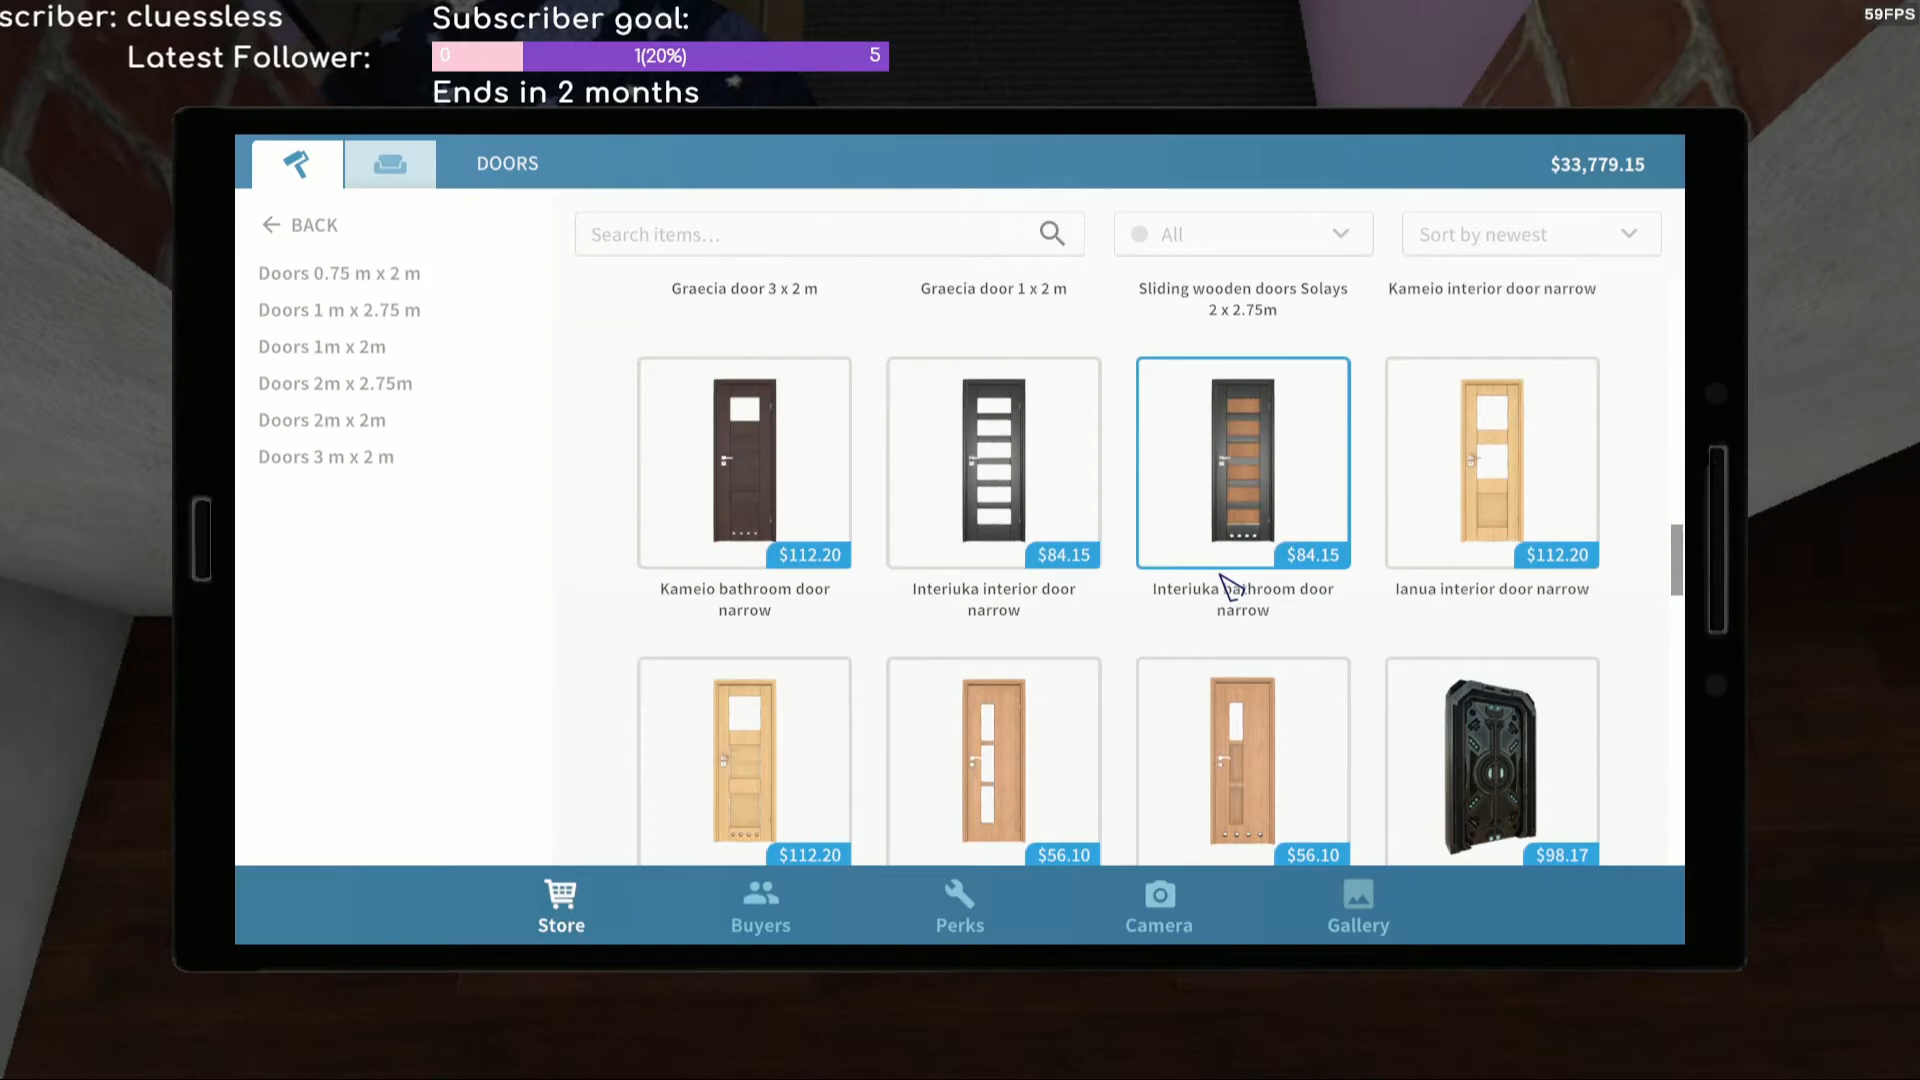 scriber: cluessless
Subscriber goal:
59FPS
Latest Follower:
0
1(20%)
5
Ends in 2 months
DOORS
$33,779.15
BACK
Search items...
All
Sort by newest
Doors 0.75 m x 2 m
Doors 1 m x 2.75 m
Doors 1m x 2m
Doors 2m x 2.75m
Doors 2m x 2m
Doors 3 m x 2 m
Graecia door 3 x 2 m
Graecia door 1 x 2 m
Sliding wooden doors Solays
2 x 2.75m
Kameio interior door narrow
$112.20
$84.15
$84.15
$112.20
Kameio bathroom door
narrow
Interiuka interior door
narrow
Interiuka bathroom door
narrow
Ianua interior door narrow
$112.20
$56.10
$56.10
$98.17
Store
Buyers
Perks
Camera
Gallery